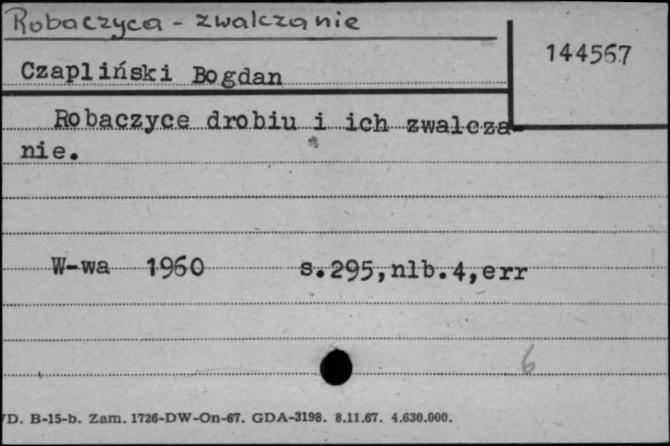 Robaczyca - zwalczanie
144567
Czapliński Bogdan
Robaczyce drobiu i ich zwalcza-
nie.
W-wa 1960 s.295,nlb.4,err
6
/D. B-15-b. Zam. 1726-DW-On-67. GDA-3198. 8.11.67. 4.630.000.